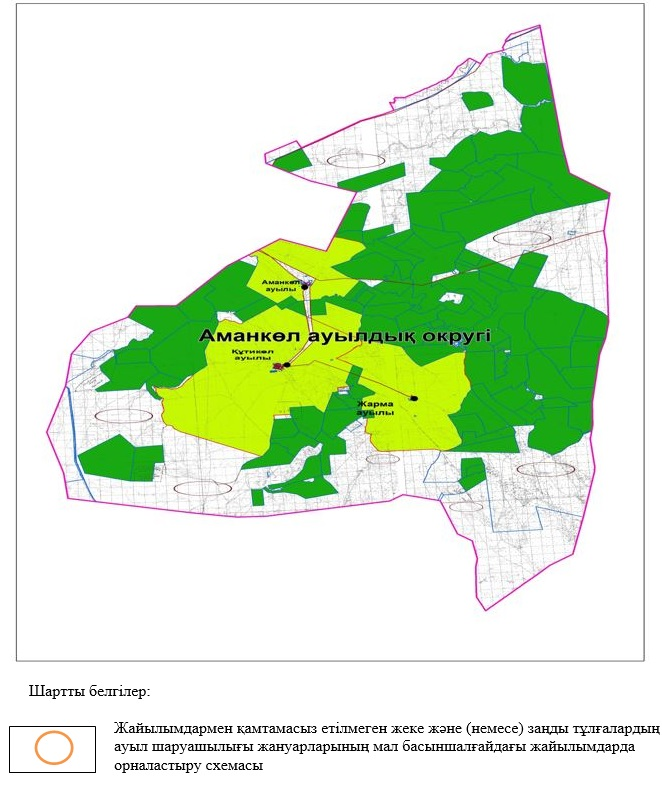 Аманкөл
ауылы
Аманкөл ауылдық округі
Құтикөл
ауылы
Жарма
ауылы
Шартты белгілер:
Жайылымдармен қамтамасыз етілмеген жеке және (немесе) заңды тұлғалардың
ауыл шаруашылығы жануарларының мал басыншалғайдағы жайылымдарда
орналастыру схемасы